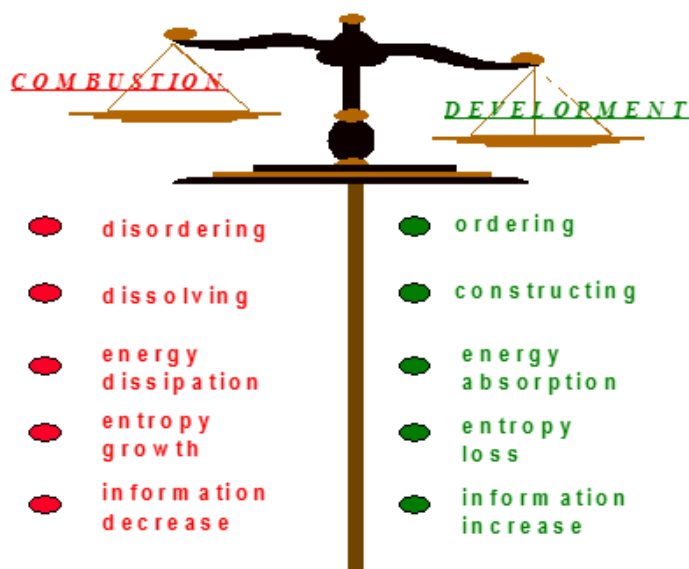 COMBUSTION
disordering
dissolving
energy
dissipation
entropy
growth
information
decrease
DEVELOPMENT
ordering
constructing
energy
absorption
entropy
loss
information
increase